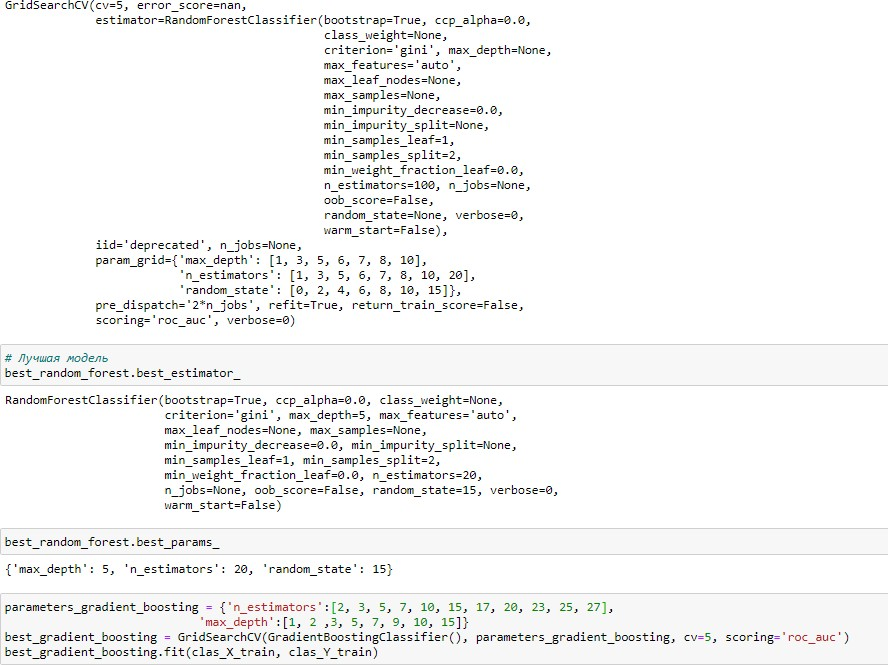 GridSearchCV(cv=5, error_score=nan,
estimator=RandomForestClassifier(bootstrap=True, ccp_alpha=0.0,
class_weight=None,
criterion='gini', max_depth=None,
max_features='auto',
max_leaf_nodes=None,
max_samples=None,
min_impurity_decrease=0.0,
min_impurity_split=None,
min_samples_leaf=1,
min_samples_split=2,
min_weight_fraction_leaf=0.0,
n_estimators=100, n_jobs=None,
oob_score=False,
random_state=None, verbose=0,
warm_start=False),
iid='deprecated', n_jobs=None,
param_grid={'max_depth': [1, 3, 5, 6, 7, 8, 10],
'n_estimators': [1, 3, 5, 6, 7, 8, 10, 20],
'random_state': [0, 2, 4, 6, 8, 10, 15]},
pre_dispatch='2*n_jobs', refit=True, return_train_score=False,
scoring='roc_auc', verbose=0)
# Лучшая модель
best_random_forest.best_estimator_
RandomForestClassifier(bootstrap=True, ccp_alpha=0.0, class_weight=None,
criterion='gini', max_depth=5, max_features='auto',
max_leaf_nodes=None, max_samples=None,
min_impurity_decrease=0.0, min_impurity_split=None,
min_samples_leaf=1, min_samples_split=2,
min_weight_fraction_leaf=0.0, n_estimators=20,
n_jobs=None, oob_score=False, random_state=15, verbose=0,
warm_start=False)
best_random_forest.best_params_
{'max_depth': 5, 'n_estimators': 20, 'random_state': 15}
parameters_gradient_boosting = {'n_estimators':[2, 3, 5, 7, 10, 15, 17, 20, 23, 25, 27],
'max_depth':[1, 2 ,3, 5, 7, 9, 10, 15]}
best_gradient_boosting = GridSearchCV(GradientBoostingClassifier(), parameters_gradient_boosting, cv=5, scoring='roc_auc')
best_gradient_boosting.fit(clas_X_train, clas_Y_train)